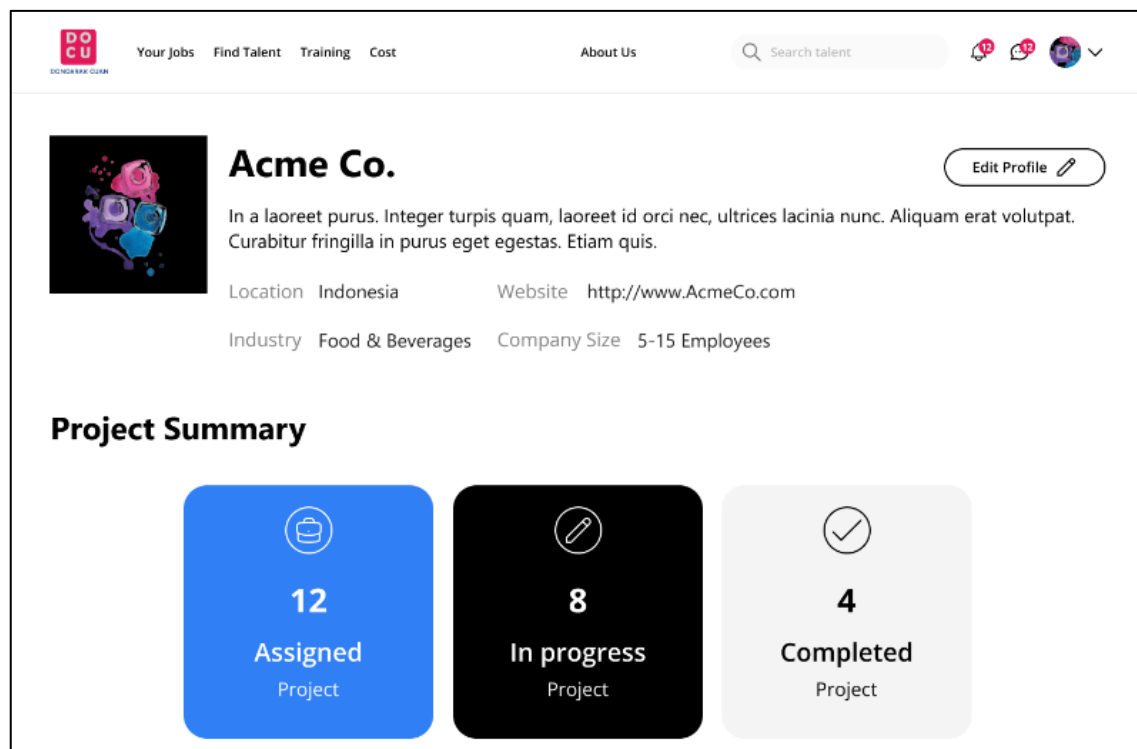 DO
CU
DONGKRAK CUAN
Your Jobs Find Talent Training Cost About Us Search talent 12 12
Acme Co.
Edit Profile
In a laoreet purus. Integer turpis quam, laoreet id orci nec, ultrices lacinia nunc. Aliquam erat volutpat.
Curabitur fringilla in purus eget egestas. Etiam quis.
Location Indonesia Website http://www.AcmeCo.com
Industry Food & Beverages Company Size 5-15 Employees
Project Summary
12 8 4
Assigned In progress Completed
Project Project Project